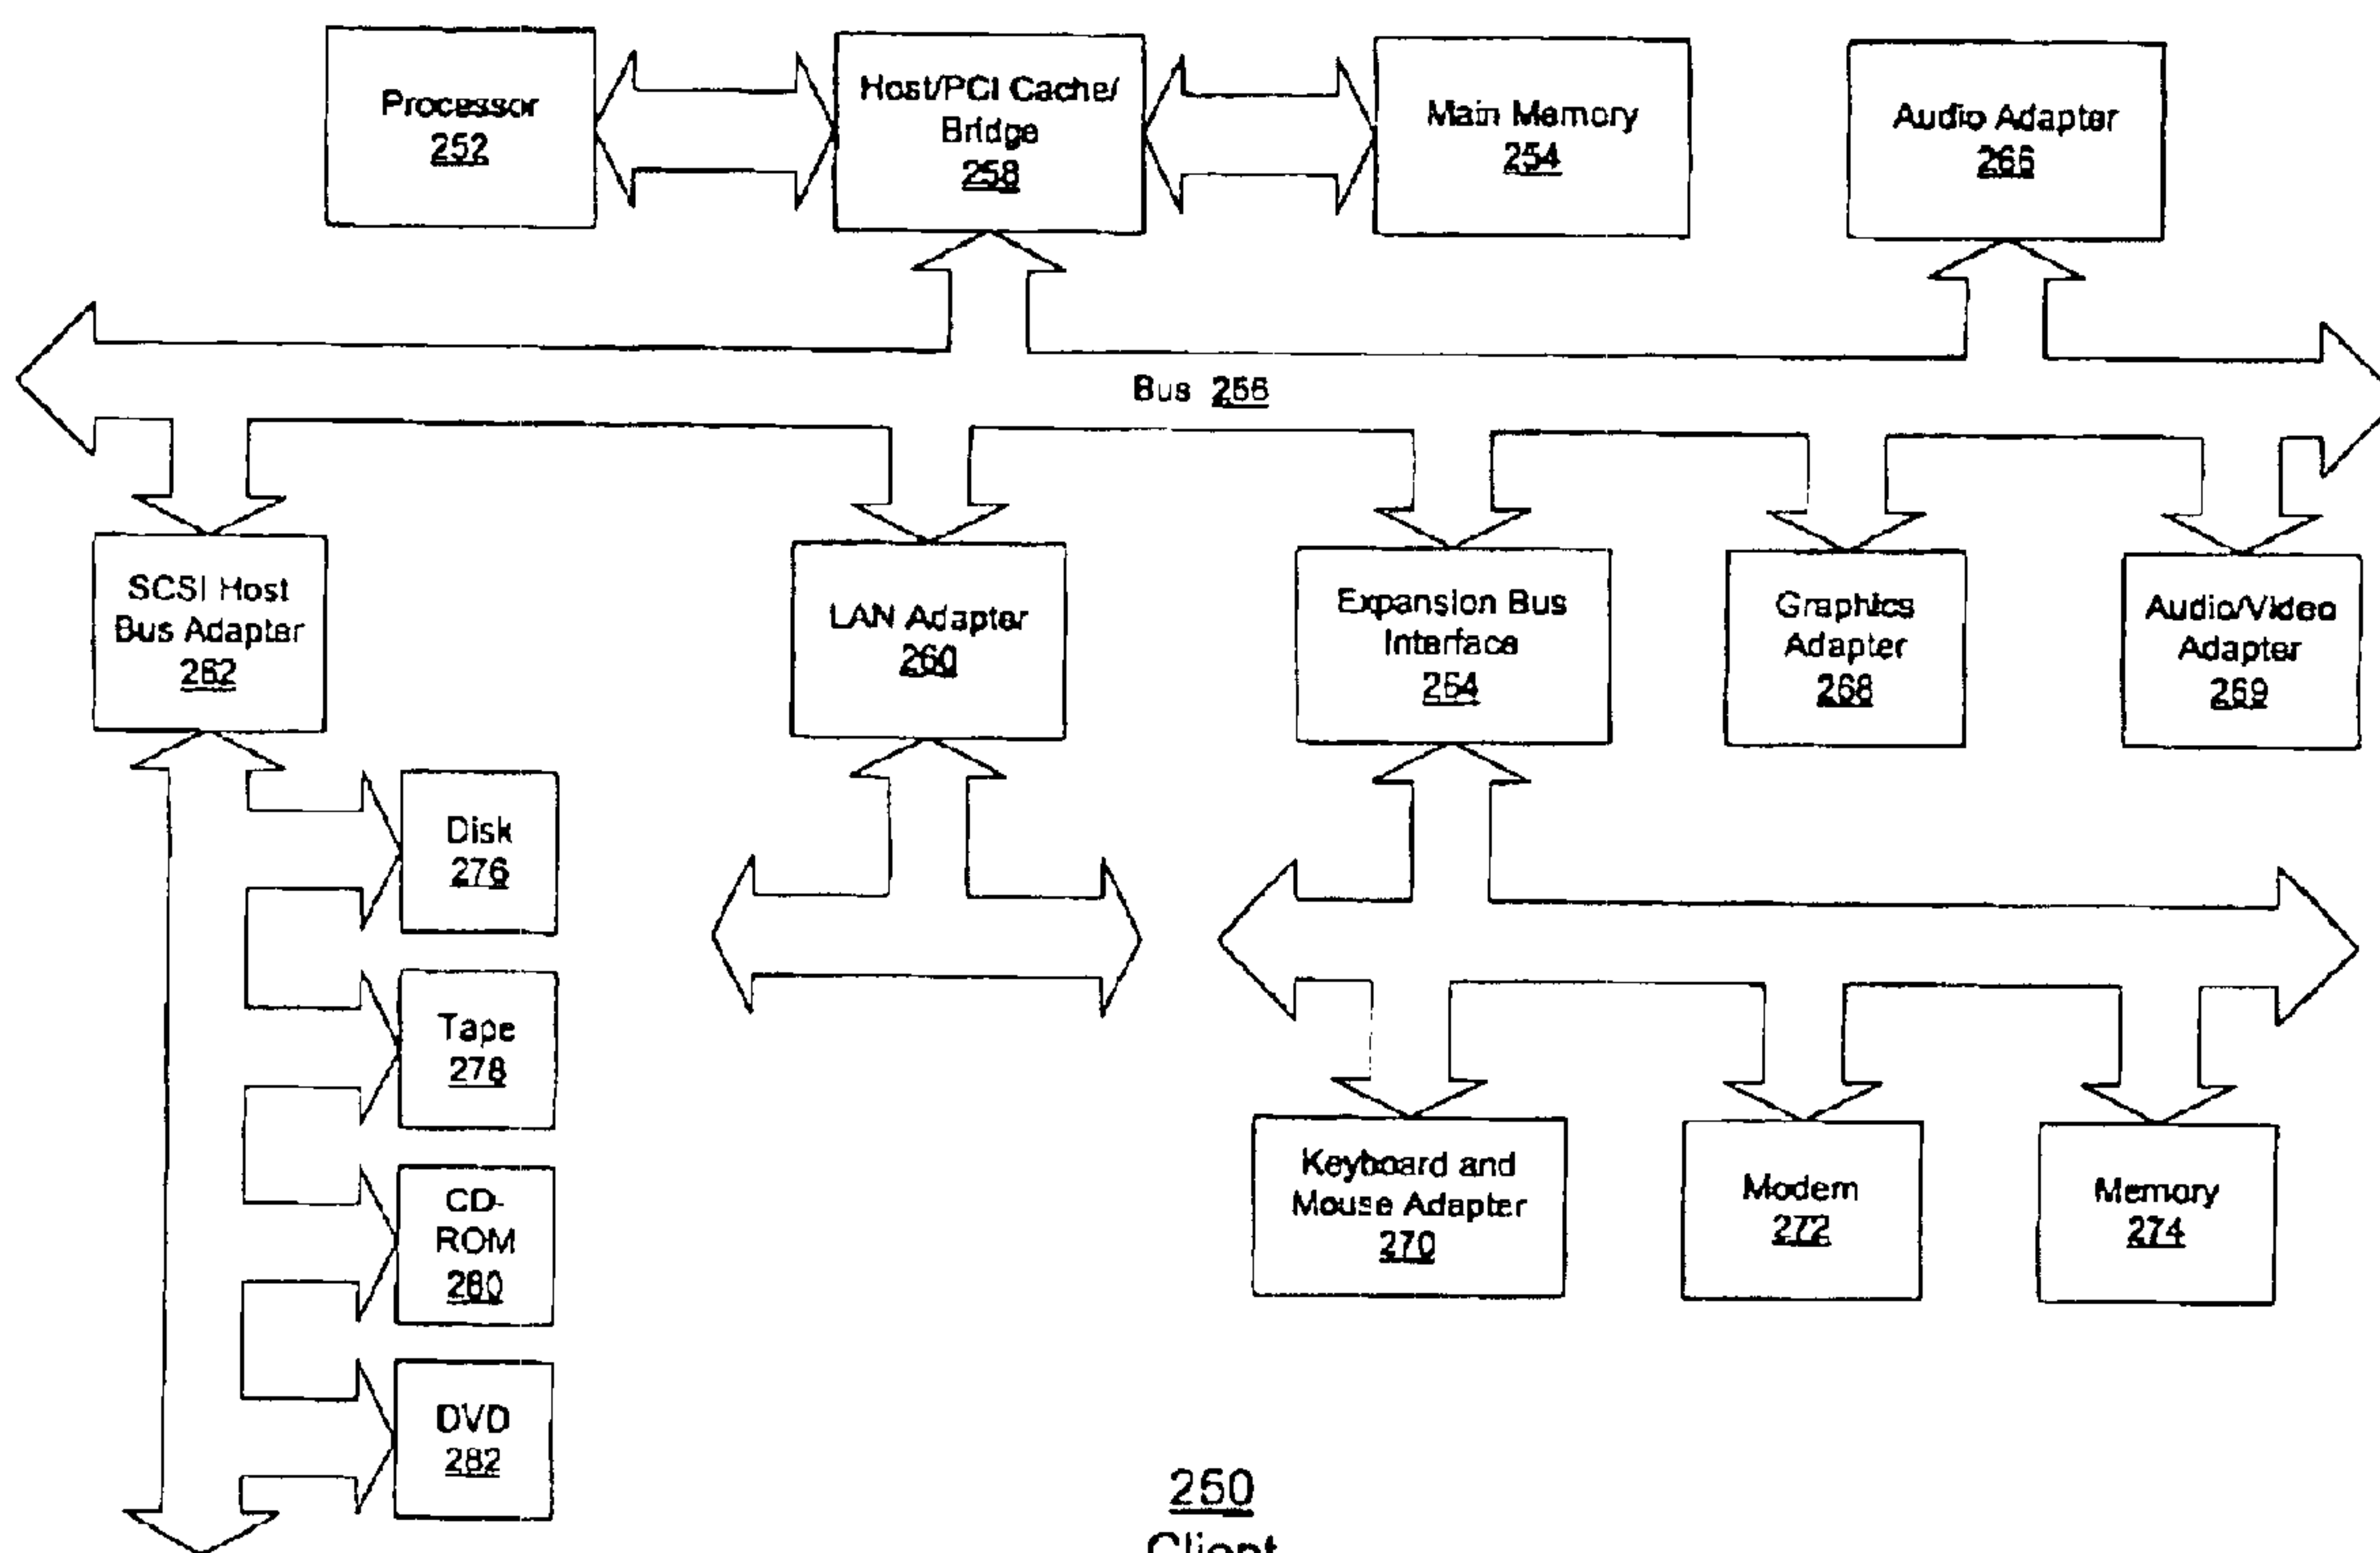 Processor
252
Host/PCI Cache/
Bridge
258
Main Memory
254
Audio Adapter
266
Bus 256
SCSI Host
Bus Adapter
262
LAN Adapter
260
Expansion Bus
Interface
264
Graphics
Adapter
268
Audio/Video
Adapter
269
Disk
276
Tape
278
CD-
ROM
280
DVD
282
Keyboard and
Mouse Adapter
270
Modem
272
Memory
274
250
Client